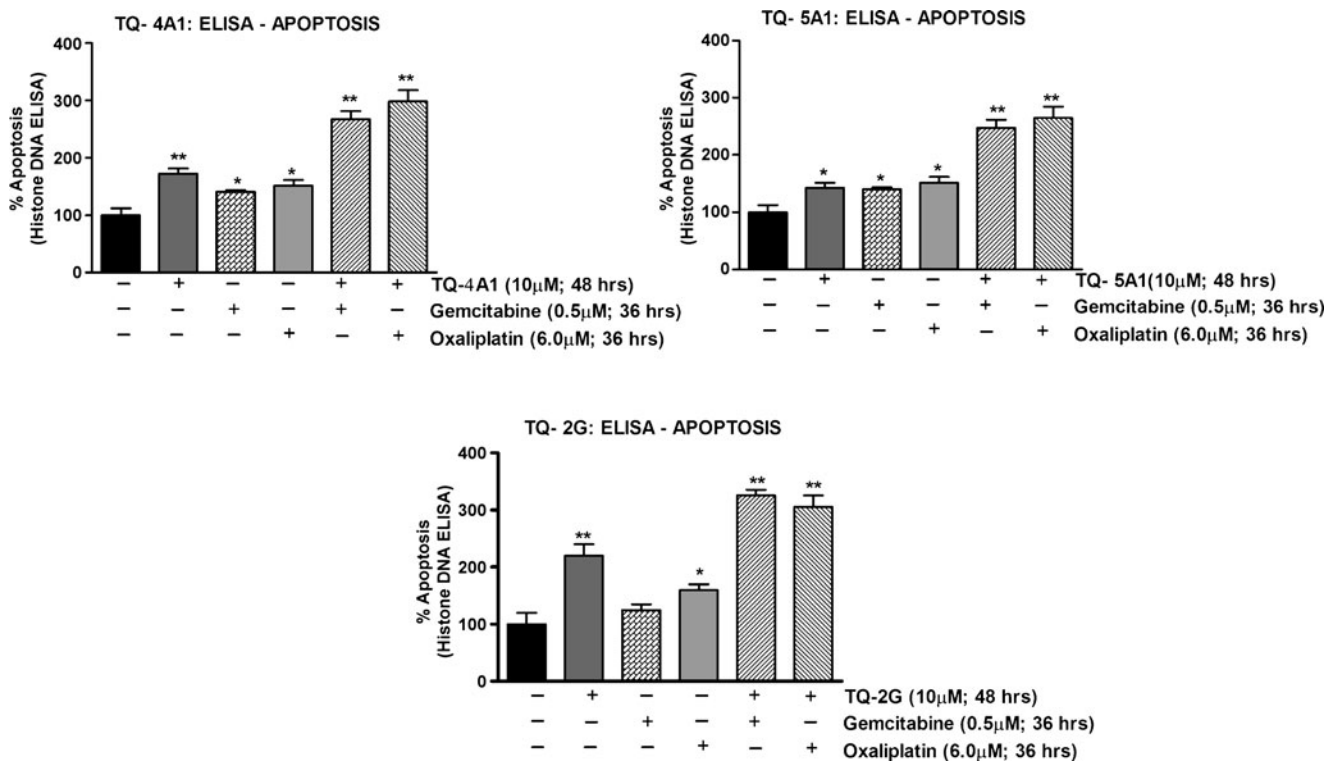 TQ- 4A1: ELISA - APOPTOSIS
% Apoptosis
(Histone DNA ELISA)
400
300
200
100
0
** * * ** **
– + – – + + TQ-4A1 (10μM; 48 hrs)
– – + – + – Gemcitabine (0.5μM; 36 hrs)
– – – + – + Oxaliplatin (6.0μM; 36 hrs)
TQ- 5A1: ELISA - APOPTOSIS
% Apoptosis
(Histone DNA ELISA)
400
300
200
100
0
* * * ** **
– + – – + + TQ- 5A1(10μM; 48 hrs)
– – + – + – Gemcitabine (0.5μM; 36 hrs)
– – – + – + Oxaliplatin (6.0μM; 36 hrs)
TQ- 2G: ELISA - APOPTOSIS
% Apoptosis
(Histone DNA ELISA)
400
300
200
100
0
** * ** **
– + – – + + TQ-2G (10μM; 48 hrs)
– – + – + – Gemcitabine (0.5μM; 36 hrs)
– – – + – + Oxaliplatin (6.0μM; 36 hrs)